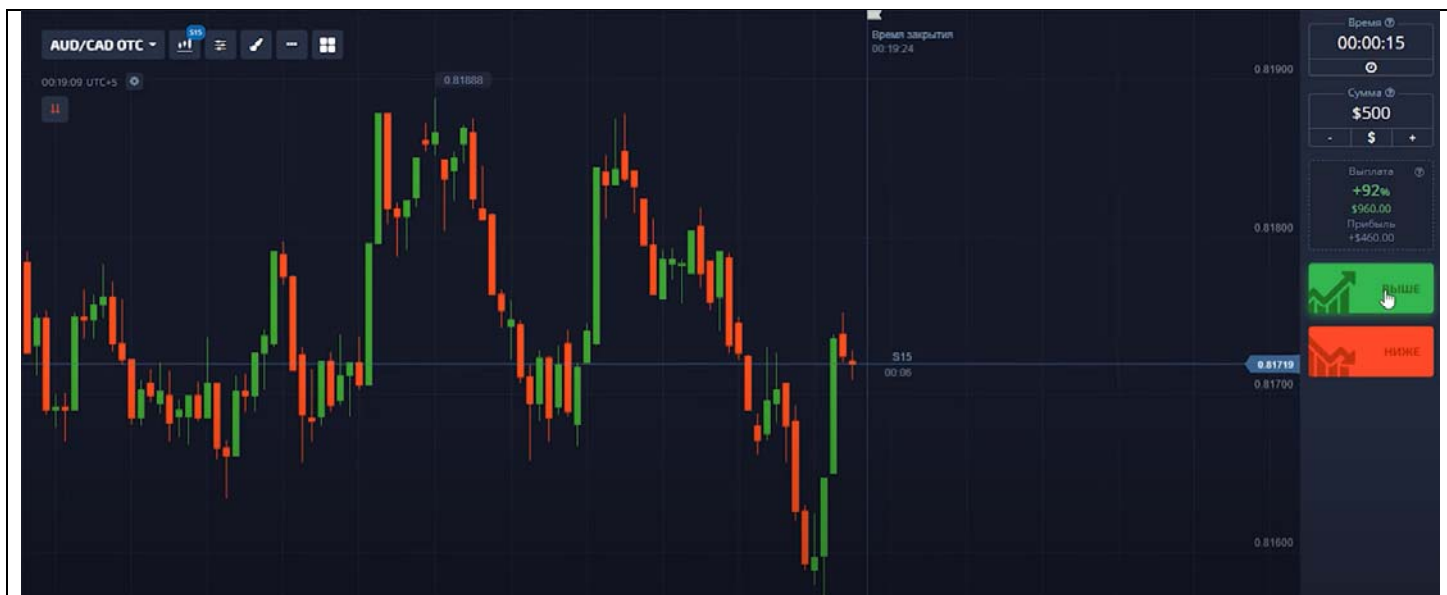 AUD/CAD OTC
S15
00:19:09 UTC+5
0.81888
Время закрытия
00:19:24
0.81900
0.81800
S15
00:06
0.81719
0.81700
0.81600
Время
00:00:15
Сумма
$500
- $ +
Выплата
+92%
$960.00
Прибыль
+$460.00
ВЫШЕ
НИЖЕ